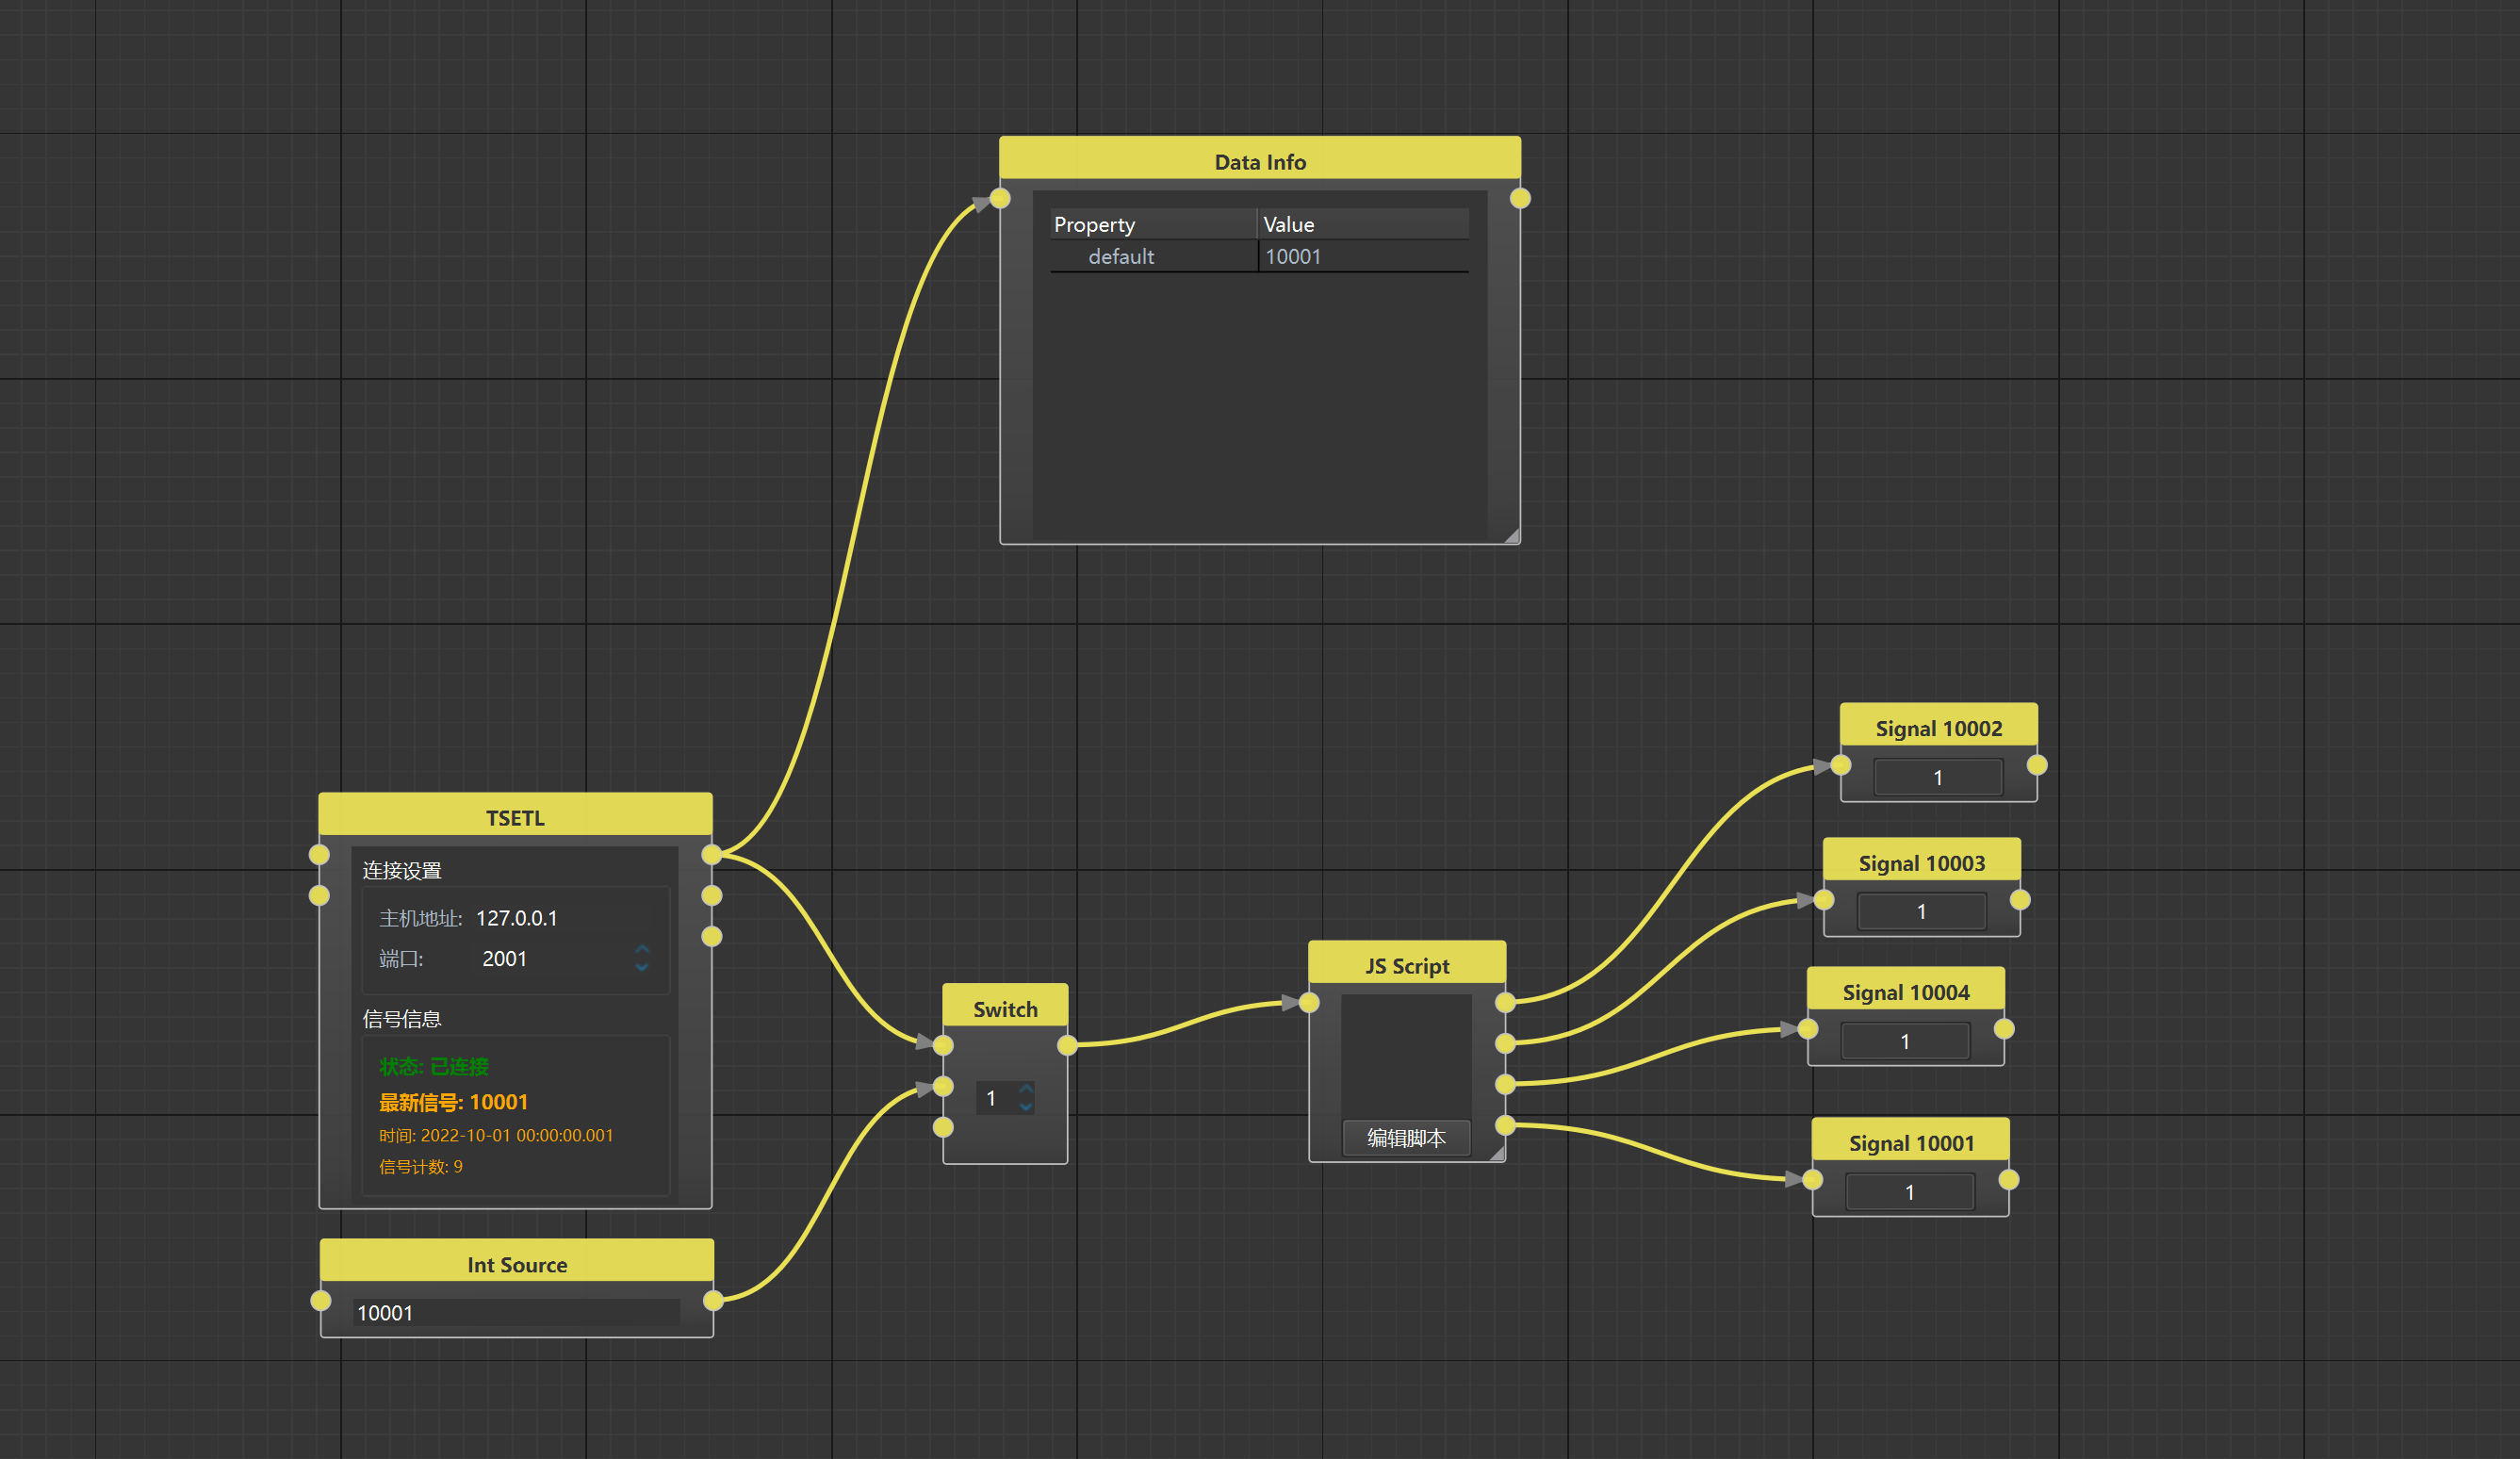 Data Info
Property Value
default 10001
TSETL
连接设置
主机地址: 127.0.0.1
端口: 2001
信号信息
状态: 已连接
最新信号: 10001
时间: 2022-10-01 00:00:00.001
信号计数: 9
Int Source
10001
Switch
1
JS Script
编辑脚本
Signal 10002
1
Signal 10003
1
Signal 10004
1
Signal 10001
1